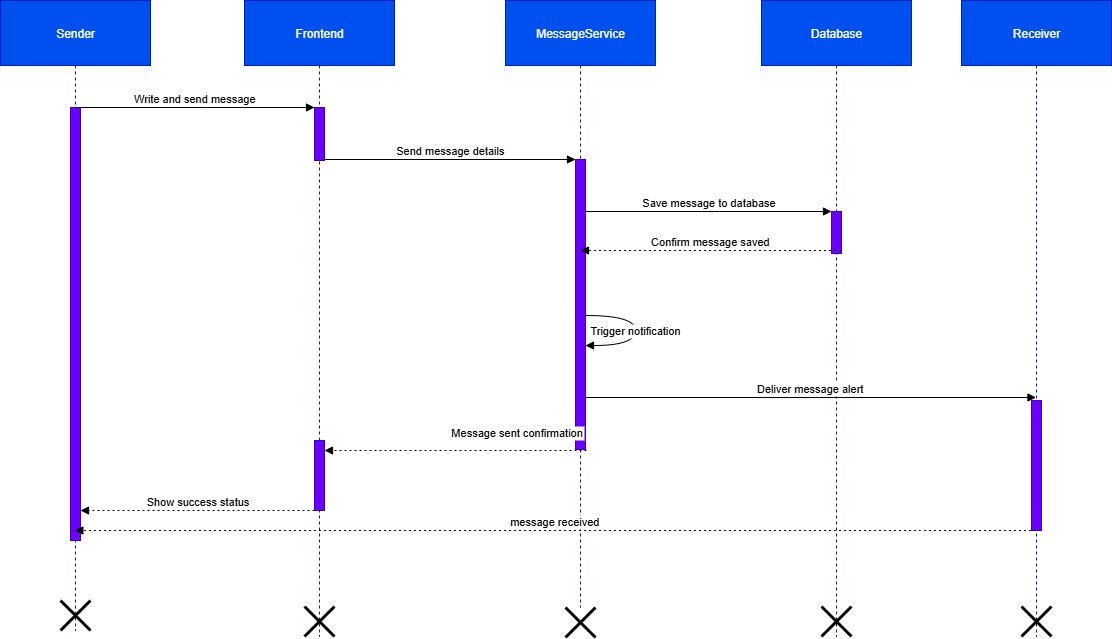 Sender
Frontend
MessageService
Database
Receiver
Write and send message
Send message details
Save message to database
Confirm message saved
Trigger notification
Deliver message alert
Message sent confirmation
Show success status
message received